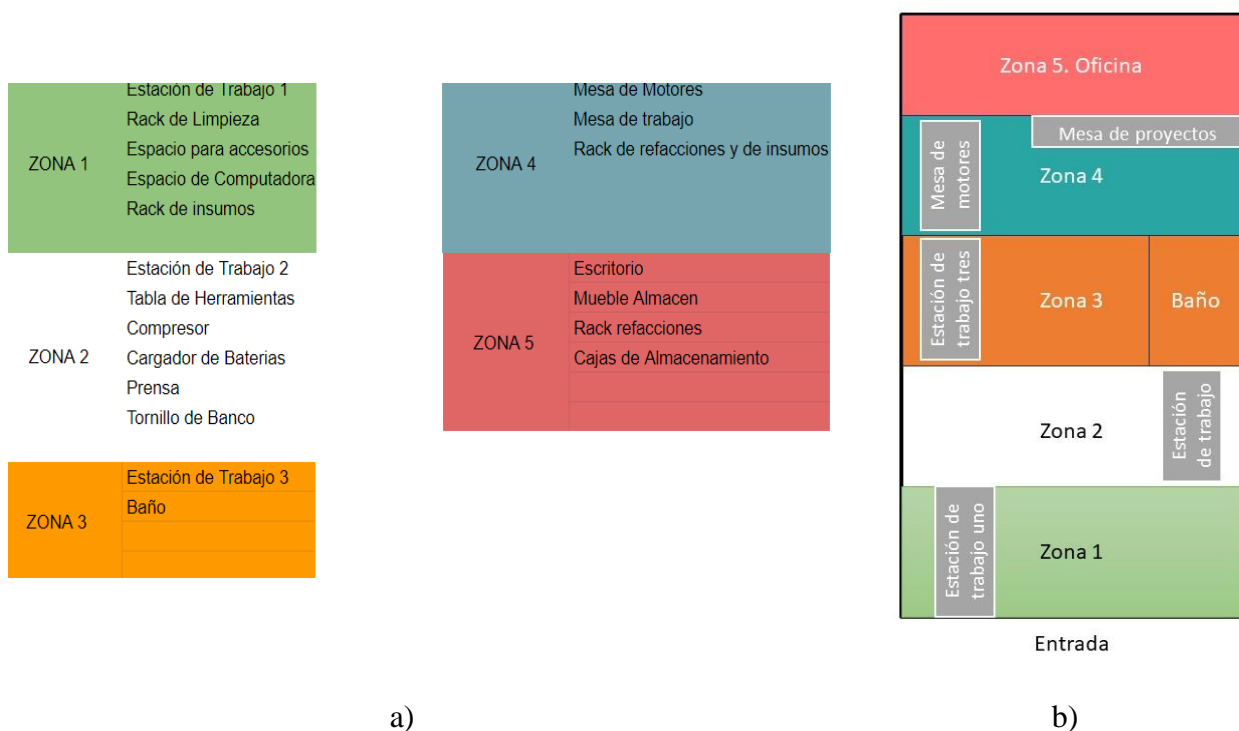 ZONA 1
Estación de Trabajo 1
Rack de Limpieza
Espacio para accesorios
Espacio de Computadora
Rack de insumos
ZONA 2
Estación de Trabajo 2
Tabla de Herramientas
Compresor
Cargador de Baterias
Prensa
Tornillo de Banco
ZONA 3
Estación de Trabajo 3
Baño
ZONA 4
Mesa de Motores
Mesa de trabajo
Rack de refacciones y de insumos
ZONA 5
Escritorio
Mueble Almacen
Rack refacciones
Cajas de Almacenamiento
a)
Zona 5. Oficina
Mesa de proyectos
Mesa de
motores
Zona 4
Estación de
trabajo tres
Zona 3
Baño
Zona 2
Estación
de trabajo
Estación de
trabajo uno
Zona 1
Entrada
b)